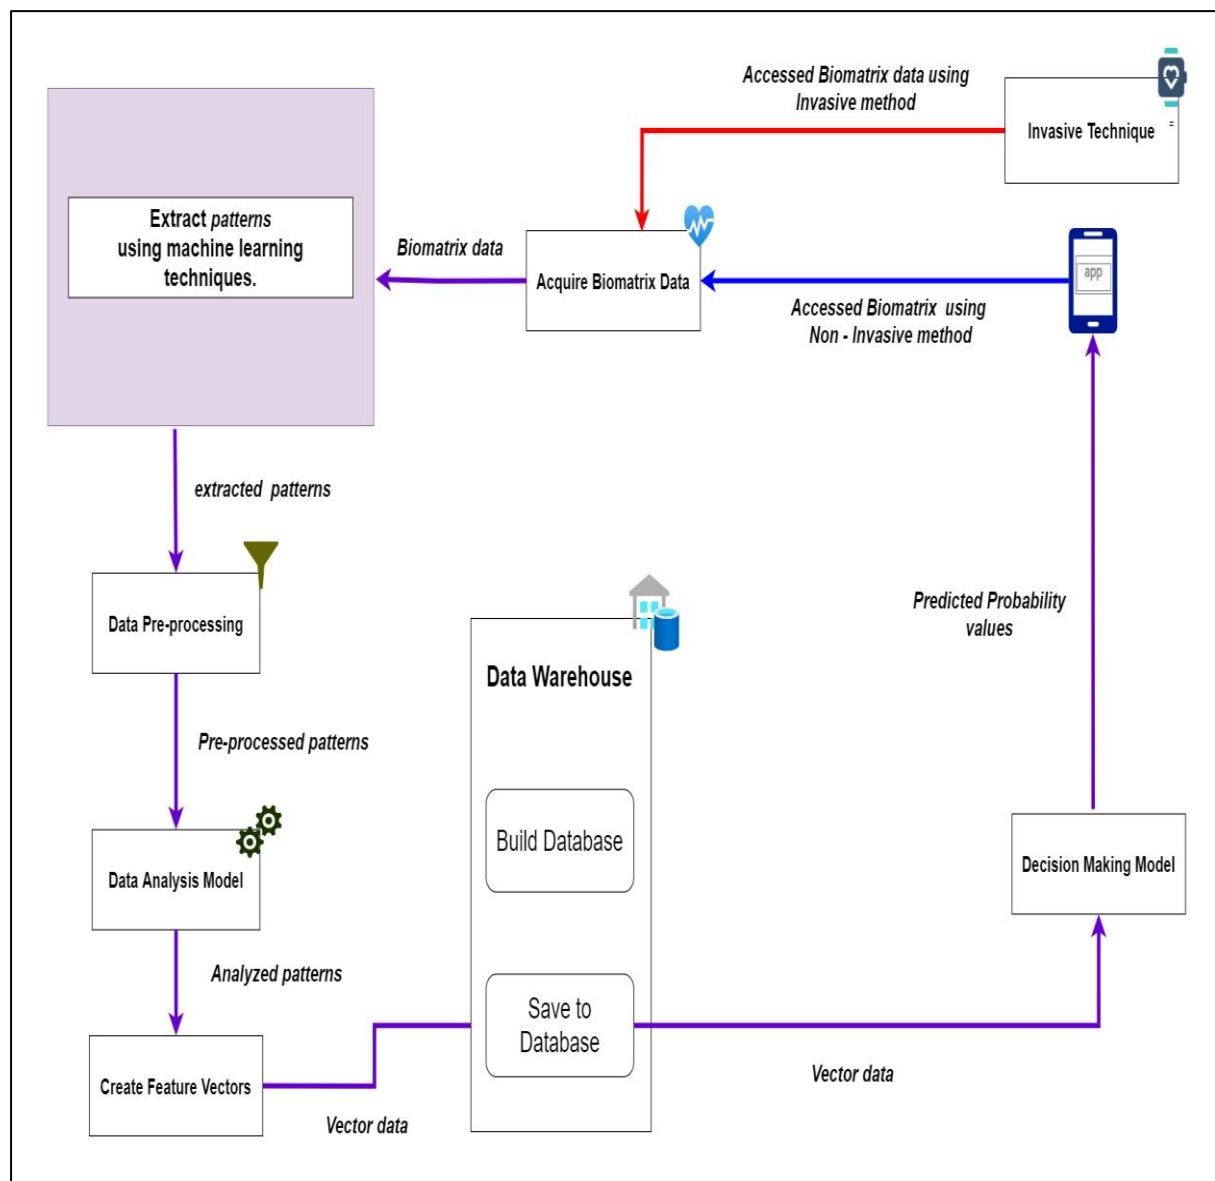 Accessed Biomatrix data using
Invasive method
Invasive Technique
=
Extract patterns
using machine learning
techniques.
Biomatrix data
Acquire Biomatrix Data
app
Accessed Biomatrix using
Non - Invasive method
extracted patterns
Data Pre-processing
Predicted Probability
values
Data Warehouse
Pre-processed patterns
Build Database
Data Analysis Model
Decision Making Model
Analyzed patterns
Save to
Database
Create Feature Vectors
Vector data
Vector data